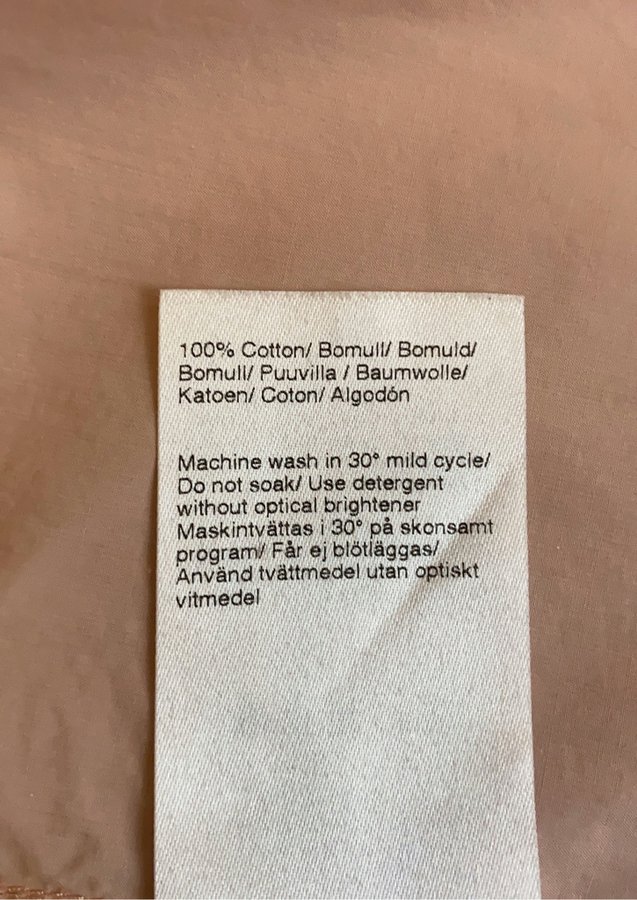 100% Cotton/ Bomull/ Bomuld/
Bomull/ Puuvilla / Baumwolle/
Katoen/ Coton/ Algodón
Machine wash in 30° mild cycle/
Do not soak/ Use detergent
without optical brightener
Maskintvättas i 30° på skonsamt
program/ Får ej blötläggas/
Använd tvättmedel utan optiskt
vitmedel